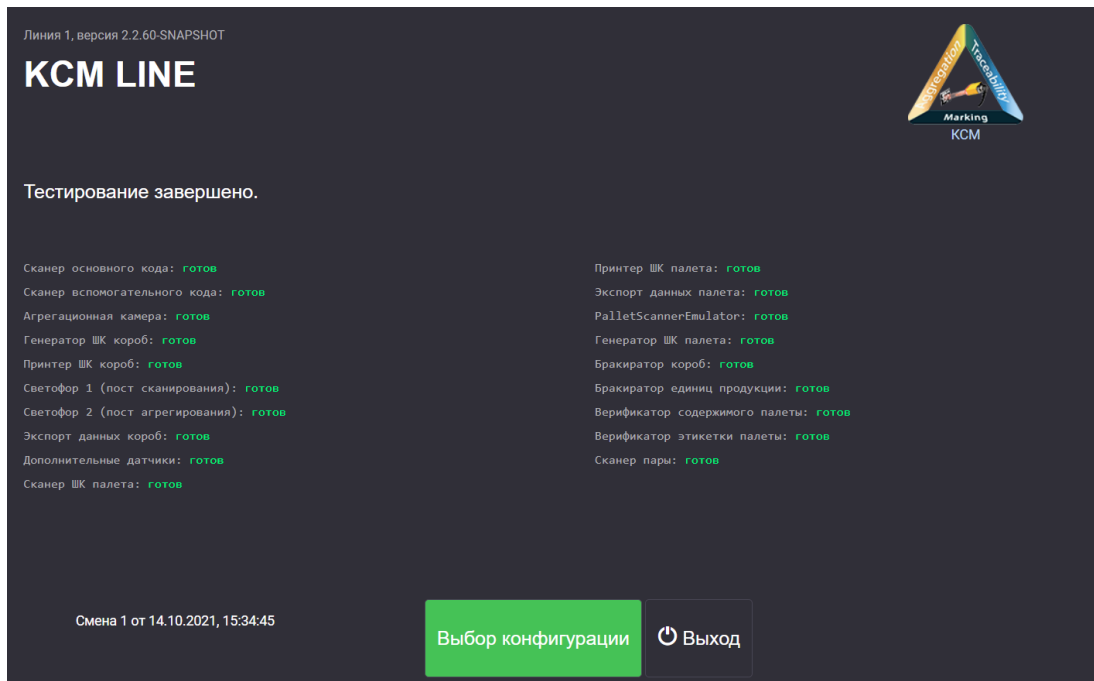 Линия 1, версия 2.2.60-SNAPSHOT
KCM LINE
Aggregation
Traceability
Marking
КСМ
Тестирование завершено.
Сканер основного кода: готов
Сканер вспомогательного кода: готов
Агрегационная камера: готов
Генератор ШК короб: готов
Принтер ШК короб: готов
Светофор 1 (пост сканирования): готов
Светофор 2 (пост агрегирования): готов
Экспорт данных короб: готов
Дополнительные датчики: готов
Сканер ШК палета: готов
Принтер ШК палета: готов
Экспорт данных палета: готов
PalletScannerEmulator: готов
Генератор ШК палета: готов
Бракиратор короб: готов
Бракиратор единиц продукции: готов
Верификатор содержимого палеты: готов
Верификатор этикетки палеты: готов
Сканер пары: готов
Смена 1 от 14.10.2021, 15:34:45
Выбор конфигурации
Выход